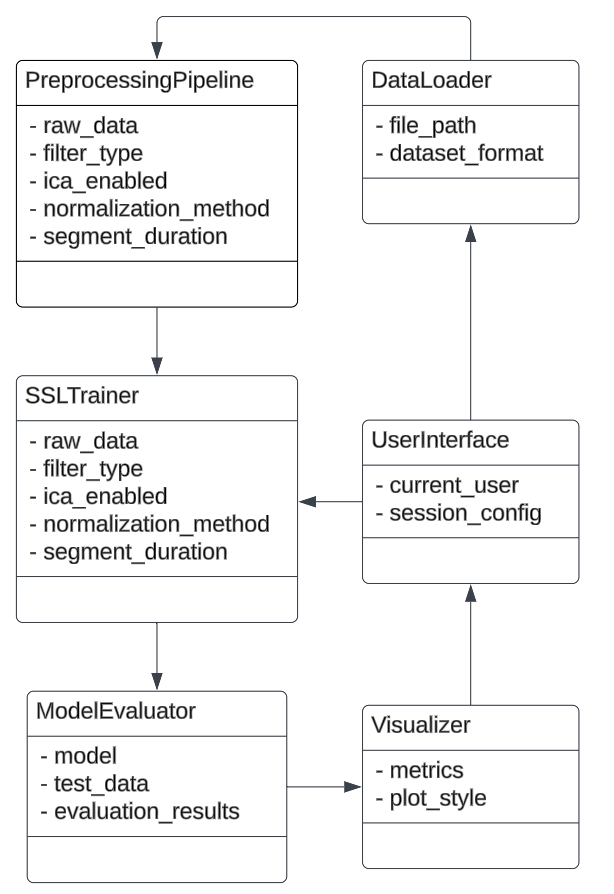 PreprocessingPipeline
- raw_data
- filter_type
- ica_enabled
- normalization_method
- segment_duration
DataLoader
- file_path
- dataset_format
SSLTrainer
- raw_data
- filter_type
- ica_enabled
- normalization_method
- segment_duration
UserInterface
- current_user
- session_config
ModelEvaluator
- model
- test_data
- evaluation_results
Visualizer
- metrics
- plot_style